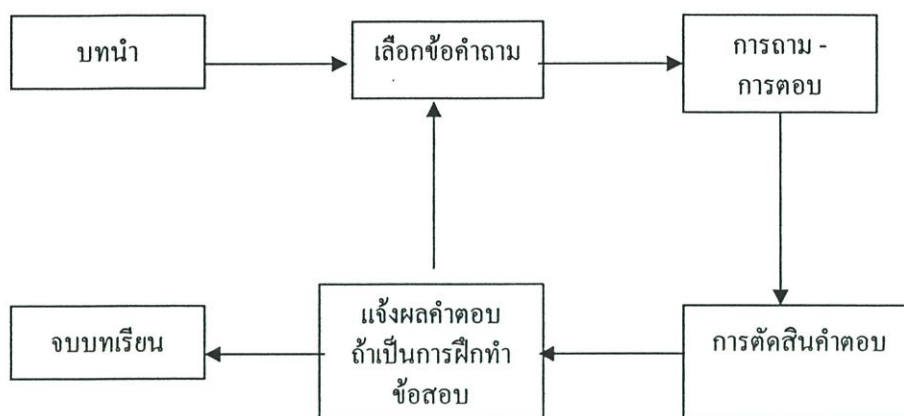 บทนำ
เลือกข้อคำถาม
การถาม -
การตอบ
จบบทเรียน
แจ้งผลคำตอบ
ถ้าเป็นการฝึกทำ
ข้อสอบ
การตัดสินคำตอบ